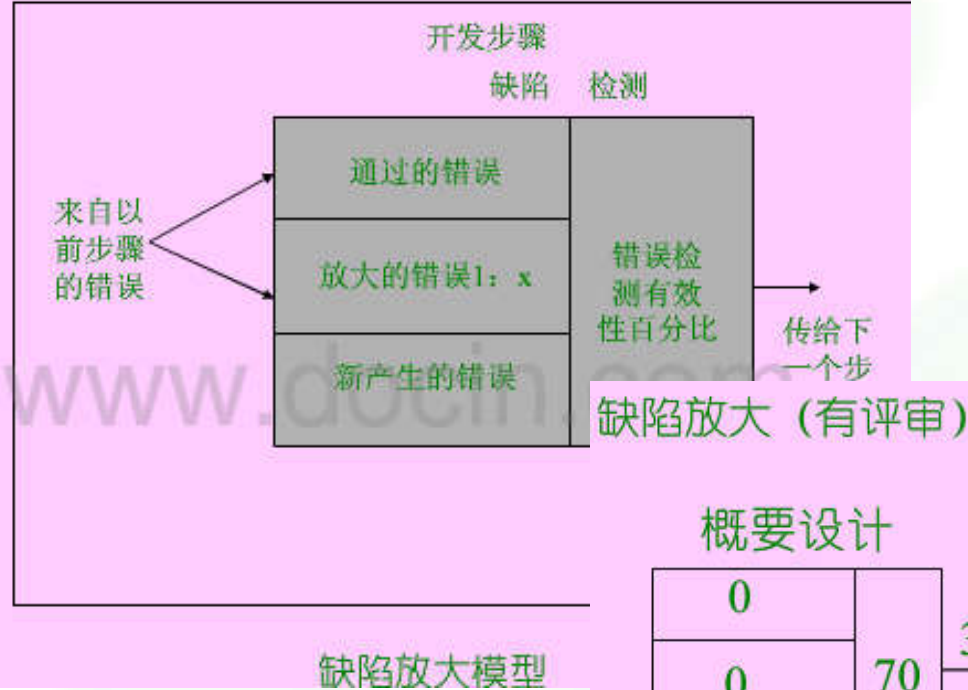 开发步骤
缺陷 检测
通过的错误
来自以
前步骤
的错误
放大的错误1：x
错误检
测有效
性百分比
新产生的错误
传给下
一个步
www.docin.com
缺陷放大（有评审）
概要设计
0
0
70
3
缺陷放大模型